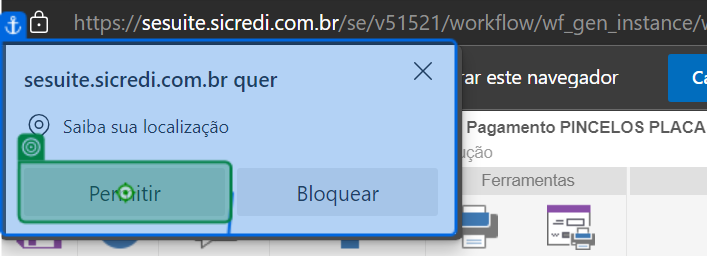 https://sesuite.sicredi.com.br/se/v51521/workflow/wf_gen_instance/
sesuite.sicredi.com.br quer
rar este navegador
Saiba sua localização
Pagamento PINCELOS PLACA
ução
Permitir
Bloquear
Ferramentas